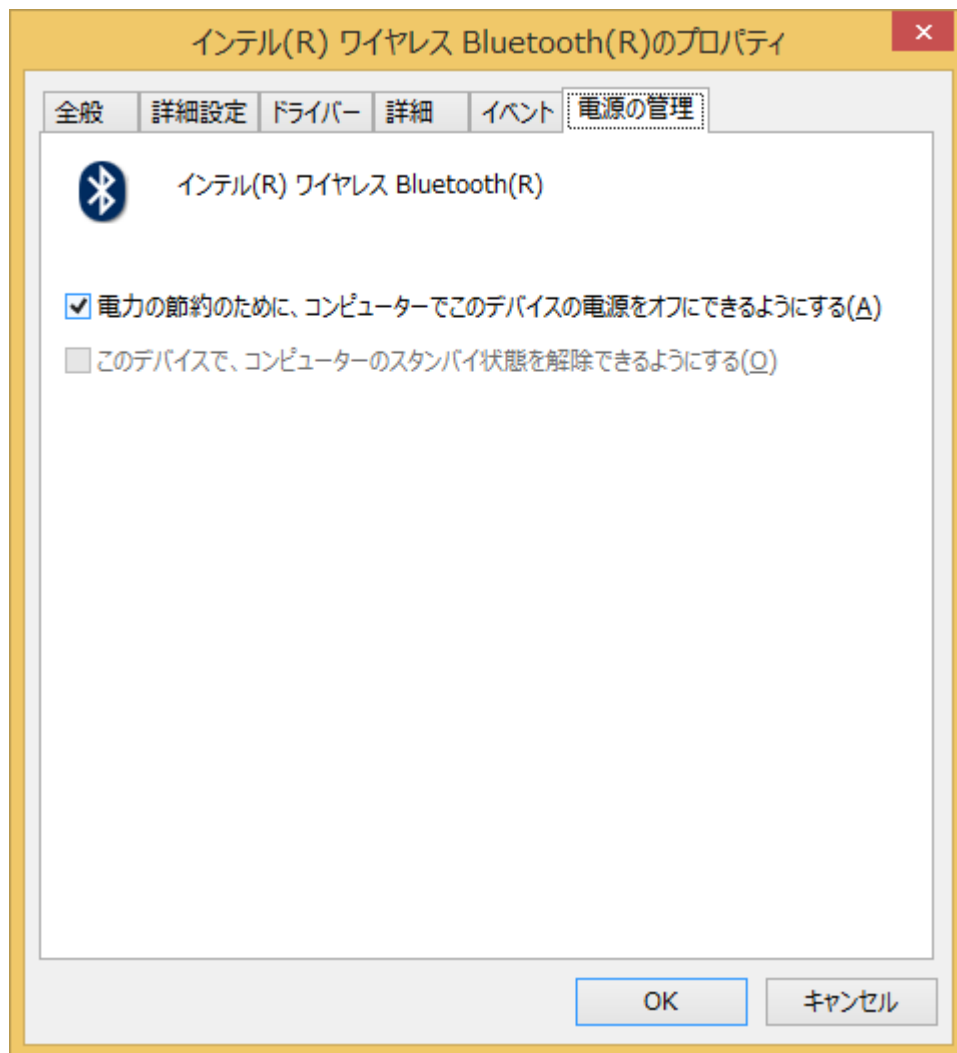 インテル(R) ワイヤレス Bluetooth(R)のプロパティ
全般 詳細設定 ドライバー 詳細 イベント 電源の管理
インテル(R) ワイヤレス Bluetooth(R)
電力の節約のために、コンピューターでこのデバイスの電源をオフにできるようにする(A)
このデバイスで、コンピューターのスタンバイ状態を解除できるようにする(O)
OK キャンセル